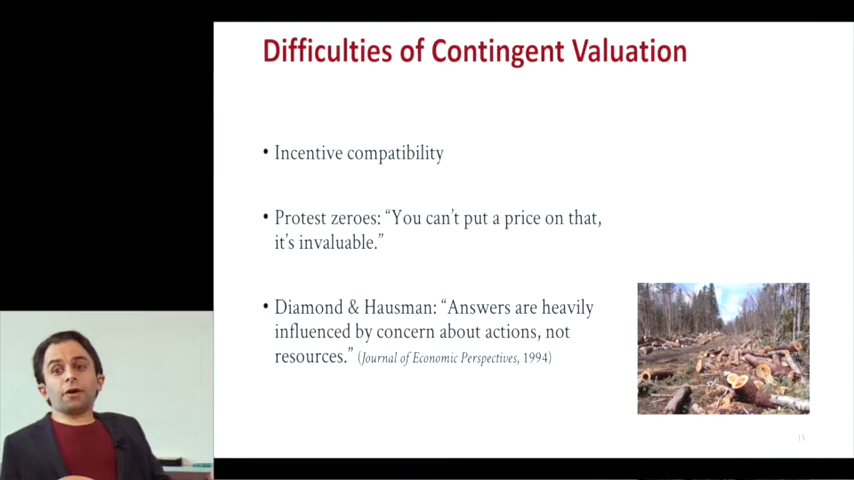 Difficulties of Contingent Valuation
• Incentive compatibility
• Protest zeroes: “You can’t put a price on that,
it’s invaluable.”
• Diamond & Hausman: “Answers are heavily
influenced by concern about actions, not
resources.” (Journal of Economic Perspectives, 1994)
15